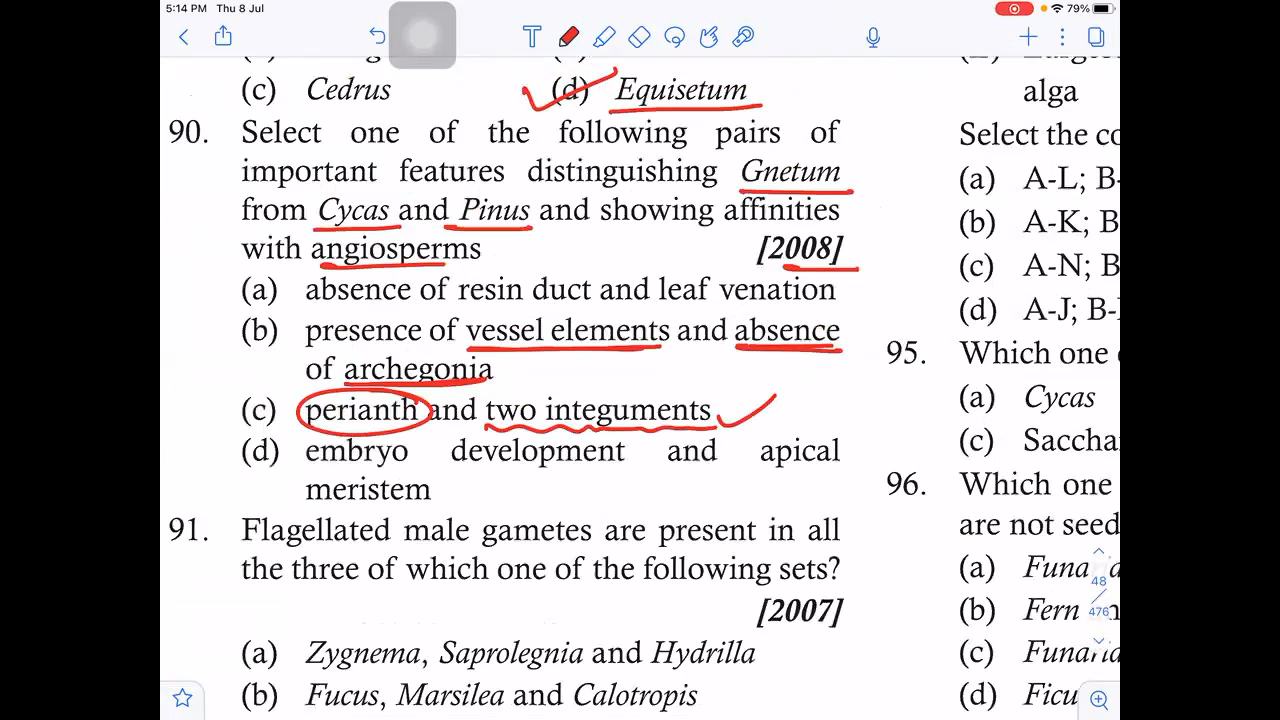 5:14 PM Thu 8 Jul
79%
T
(c) Cedrus (d) Equisetum
90. Select one of the following pairs of
important features distinguishing Gnetum
from Cycas and Pinus and showing affinities
with angiosperms [2008]
(a) absence of resin duct and leaf venation
(b) presence of vessel elements and absence
of archegonia
(c) perianth and two integuments
(d) embryo development and apical
meristem
91. Flagellated male gametes are present in all
the three of which one of the following sets?
[2007]
(a) Zygnema, Saprolegnia and Hydrilla
(b) Fucus, Marsilea and Calotropis
alga
Select the co
(a) A-L; B-
(b) A-K; B
(c) A-N; B
(d) A-J; B-
95. Which one
(a) Cycas
(c) Saccha
96. Which one
are not seed
(a) Funaria
(b) Fern
(c) Funaria
(d) Ficu
48
476